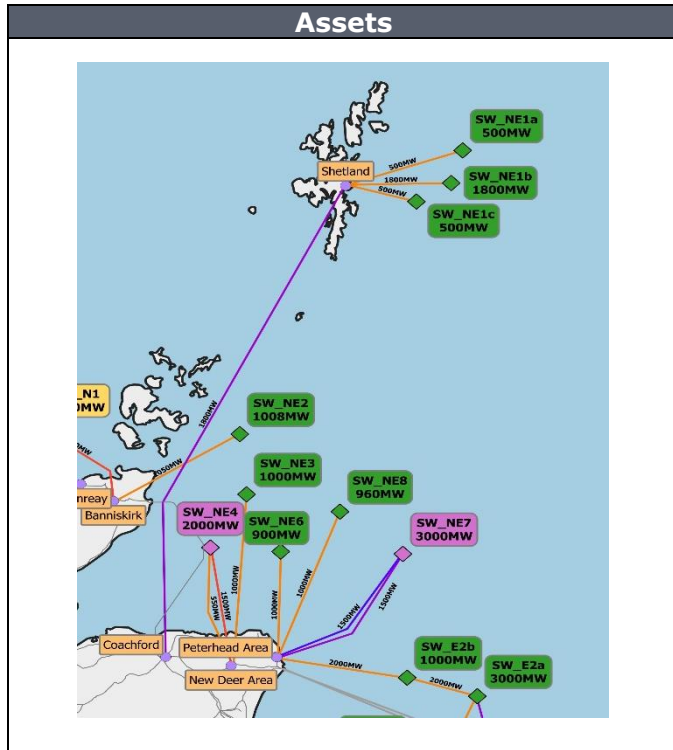 Assets
SW_NE1a
500MW
500MW
Shetland
1800MW
SW_NE1b
1800MW
500MW
SW_NE1c
500MW
1800MW
_N1
0MW
SW_NE2
1008MW
1050MW
SW_NE3
1000MW
SW_NE8
960MW
nreay
Banniskirk
SW_NE4
2000MW
SW_NE6
900MW
SW_NE7
3000MW
550MW
1500MW
1000MW
1000MW
1000MW
1500MW
1500MW
Coachford
Peterhead Area
New Deer Area
2000MW
SW_E2b
1000MW
2000MW
SW_E2a
3000MW